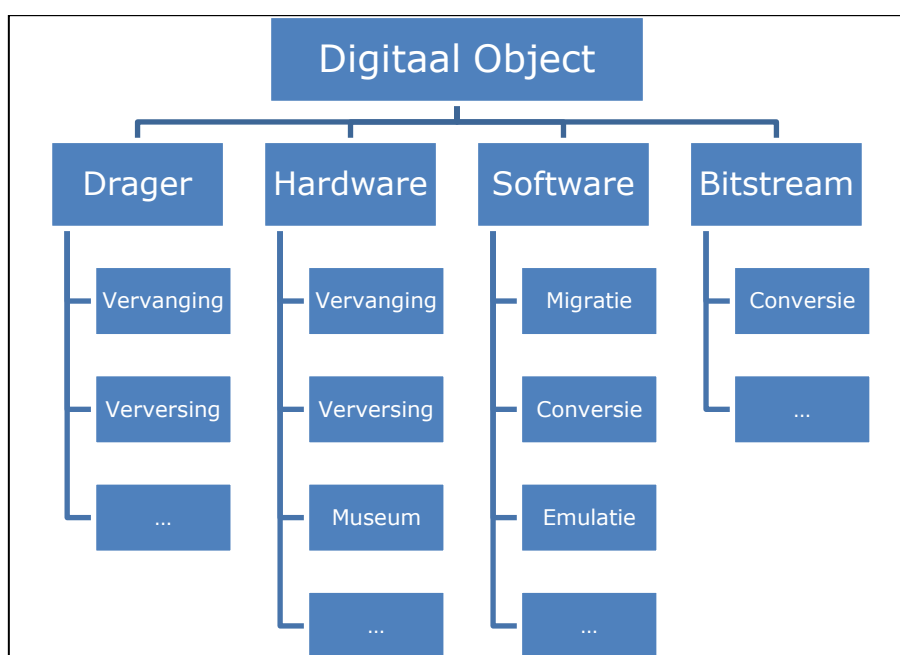 Digitaal Object
Drager
Hardware
Software
Bitstream
Vervanging
Vervanging
Migratie
Conversie
Verversing
Verversing
Conversie
...
...
Museum
Emulatie
...
...